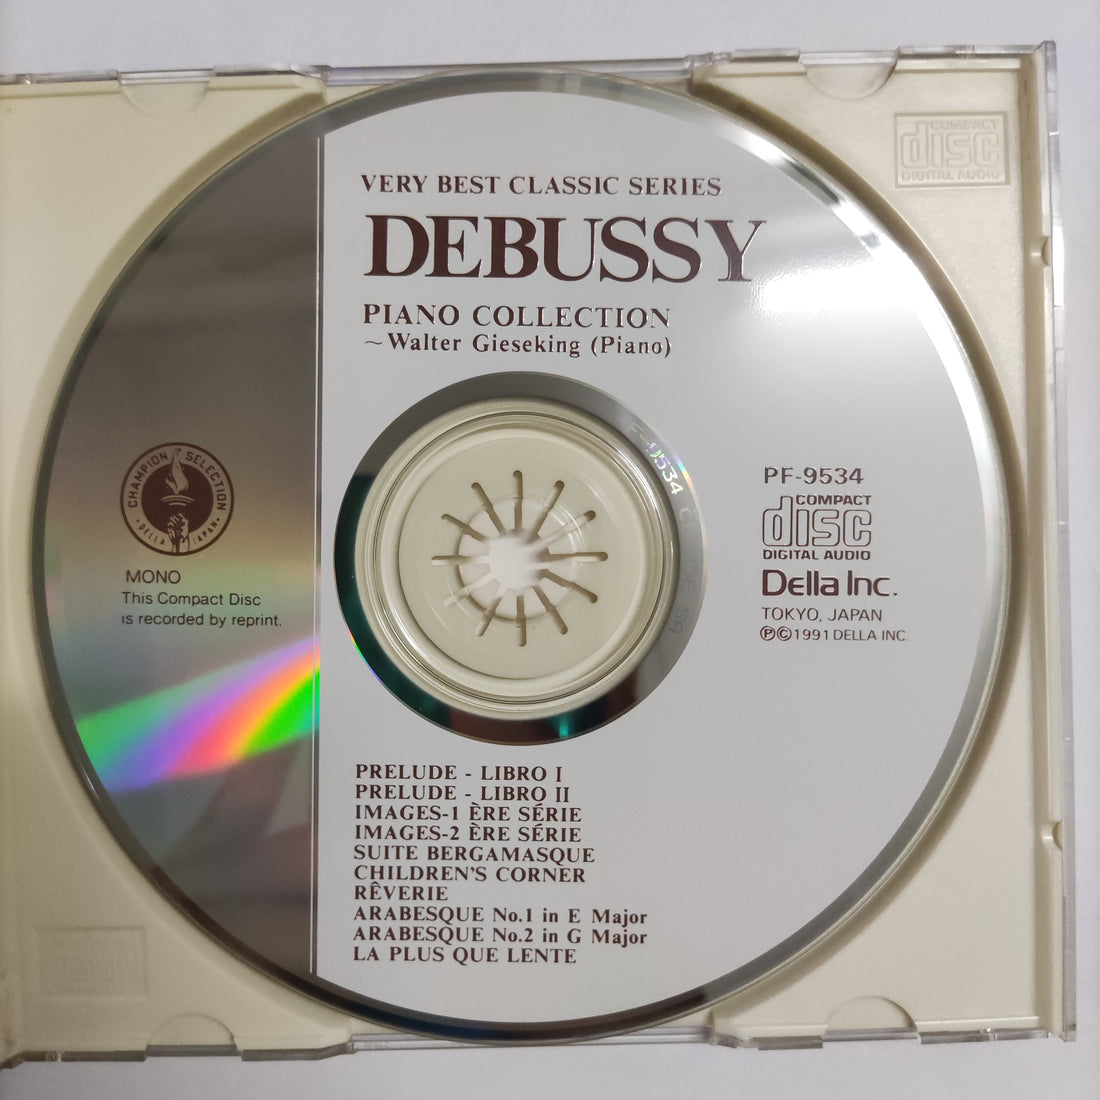 COMPACT
disc
DIGITAL AUDIO
VERY BEST CLASSIC SERIES
DEBUSSY
PIANO COLLECTION
~Walter Gieseking (Piano)
CHAMPION SELECTION
DELLA JAPAN
MONO
This Compact Disc
is recorded by reprint.
PF-9534
COMPACT
disc
DIGITAL AUDIO
Della Inc.
TOKYO, JAPAN
ⓅⒸ1991 DELLA INC.
PRELUDE - LIBRO I
PRELUDE - LIBRO II
IMAGES-1 ÈRE SÉRIE
IMAGES-2 ÈRE SÉRIE
SUITE BERGAMASQUE
CHILDREN'S CORNER
RÊVERIE
ARABESQUE No.1 in E Major
ARABESQUE No.2 in G Major
LA PLUS QUE LENTE